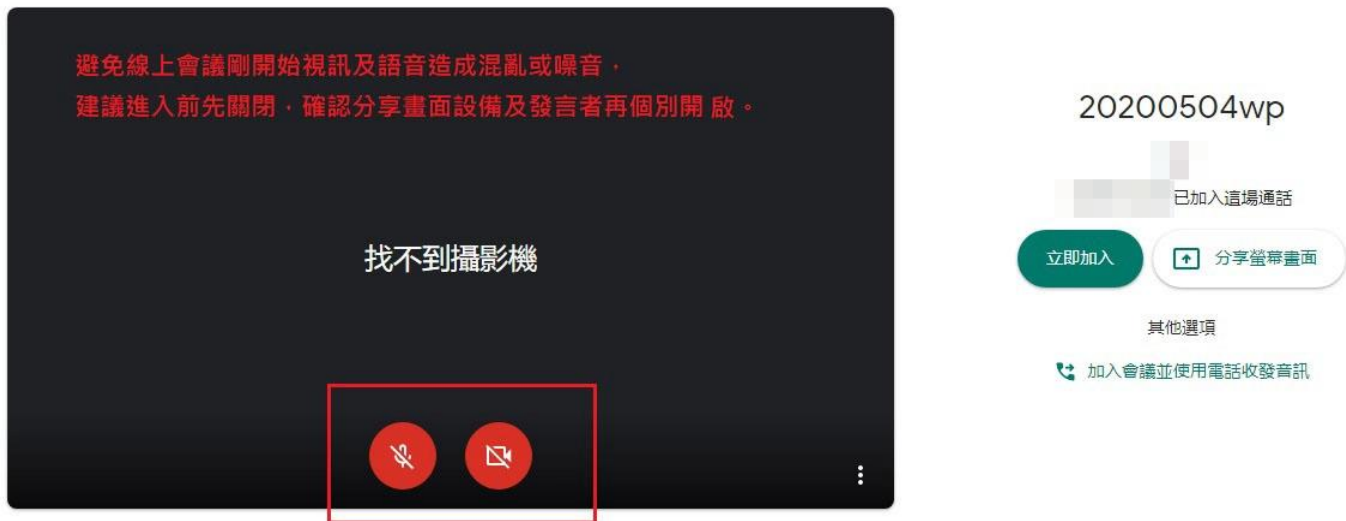 避免線上會議剛開始視訊及語音造成混亂或噪音，
建議進入前先關閉，確認分享畫面設備及發言者再個別開 啟。
找不到攝影機
20200504wp
已加入這場通話
立即加入
分享螢幕畫面
其他選項
加入會議並使用電話收發音訊